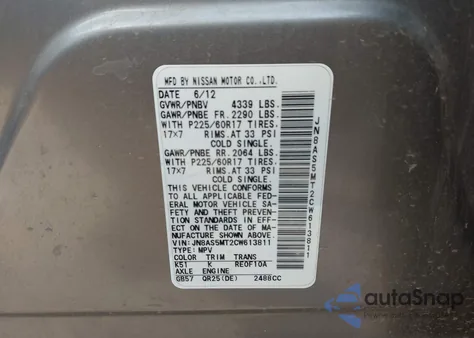 MFD BY NISSAN MOTOR CO.,LTD.
DATE 6/12
GVWR/PNBV 4339 LBS.
GAWR/PNBE FR. 2290 LBS.
WITH P225/60R17 TIRES,
17×7 RIMS, AT 33 PSI
COLD SINGLE.
GAWR/PNBE RR. 2064 LBS.
WITH P225/60R17 TIRES,
17×7 RIMS, AT 33 PSI
COLD SINGLE.
THIS VEHICLE CONFORMS
TO ALL APPLICABLE FED-
ERAL MOTOR VEHICLE SA-
FETY AND THEFT PREVEN-
TION STANDARDS IN EFF-
ECT ON THE DATE OF MA-
NUFACTURE SHOWN ABOVE.
VIN:JN8AS5MT2CW613811
TYPE:MPV
COLOR TRIM TRANS
K51 K RE0F10A
AXLE ENGINE
GB57 QR25(DE) 2488CC
JN8AS5MT2CW613811
autoSnap